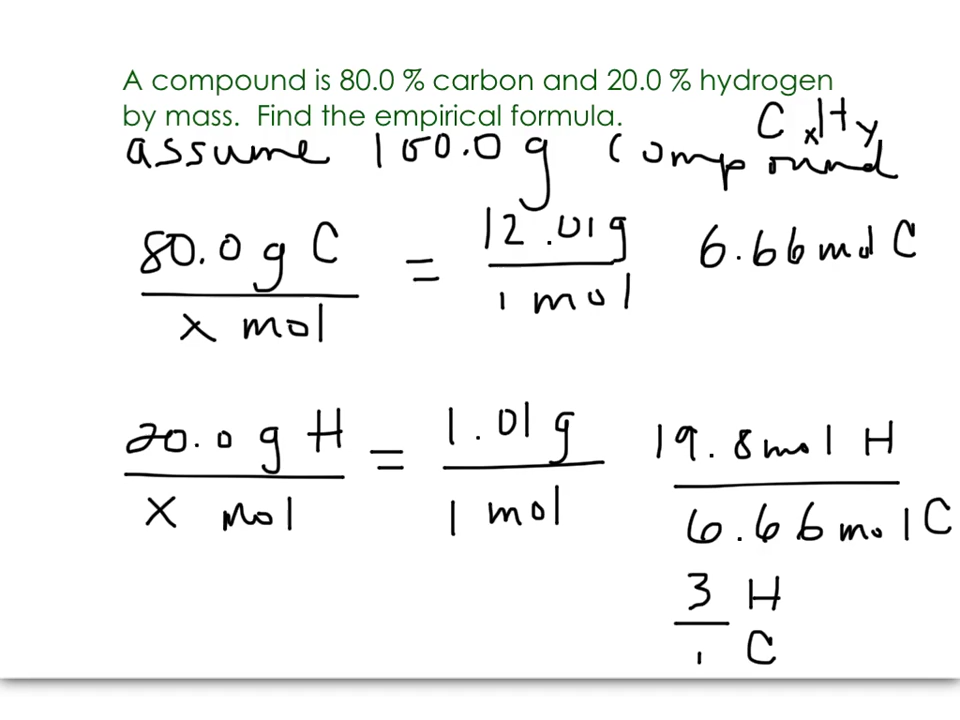 A compound is 80.0 % carbon and 20.0 % hydrogen
by mass. Find the empirical formula.
CxHy
assume 100.0 g compound
80.0 g C / x mol = 12.01 g / 1 mol 6.66 mol C
20.0 g H / x mol = 1.01 g / 1 mol 19.8 mol H / 6.66 mol C
3 H / 1 C